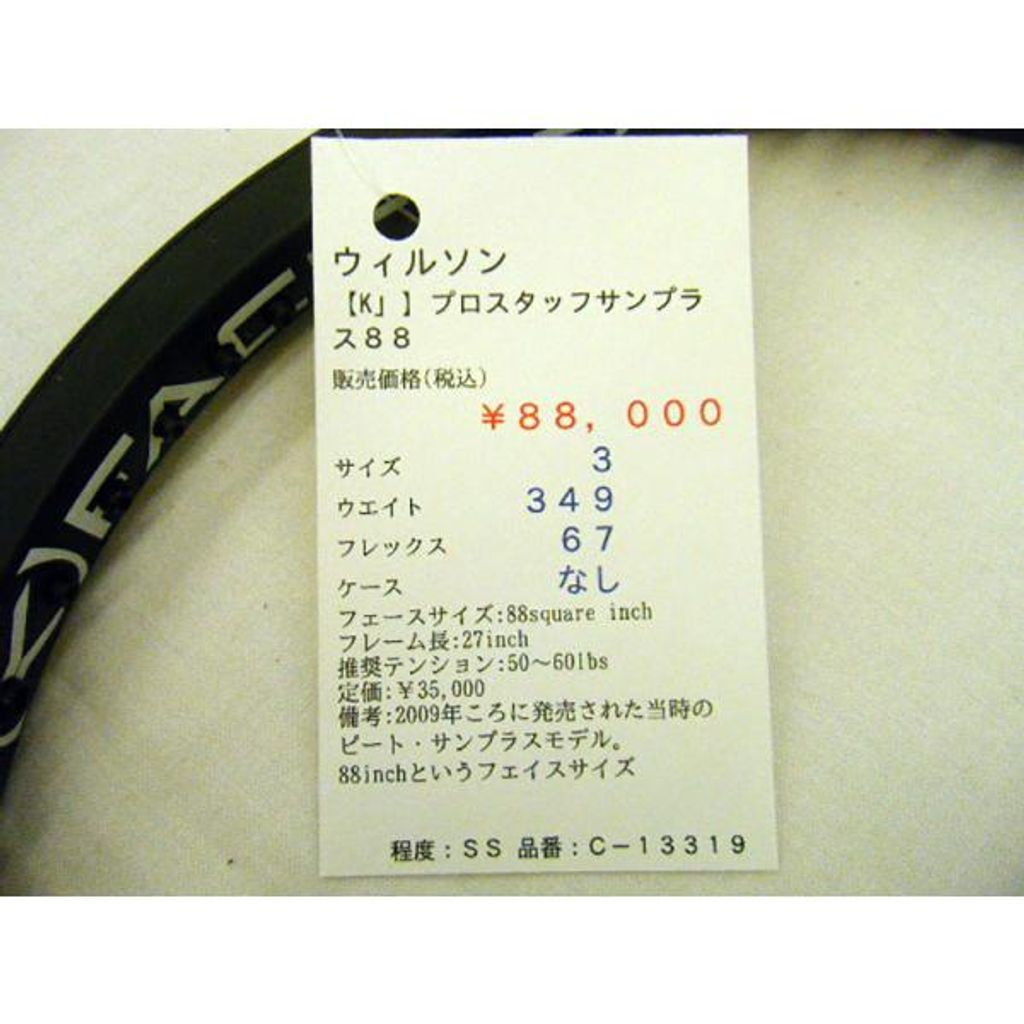 ウィルソン
【K」】プロスタッフサンプラ
ス88
販売価格(税込)
¥88,000
サイズ 3
ウエイト 349
フレックス 67
ケース なし
フェースサイズ:88square inch
フレーム長:27inch
推奨テンション:50～60lbs
定価:¥35,000
備考:2009年ころに発売された当時の
ピート・サンプラスモデル。
88inchというフェイスサイズ
程度:SS 品番:C－13319
FAC